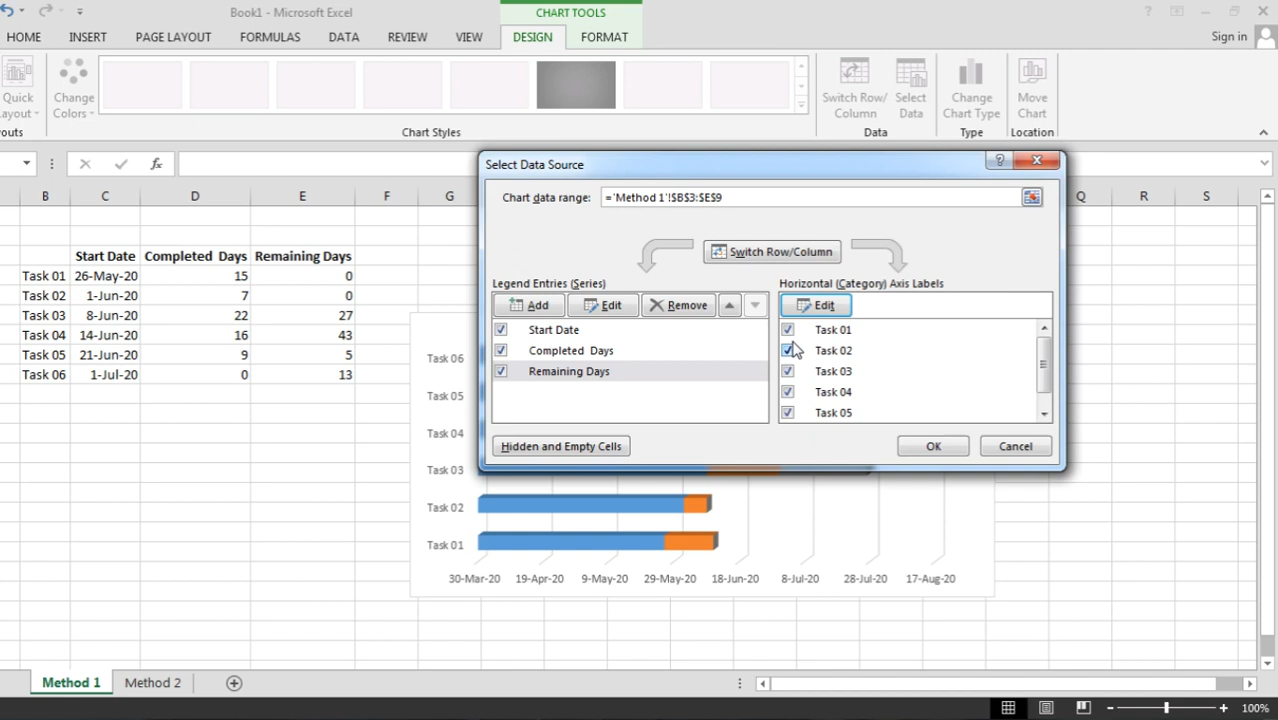 Book1 - Microsoft Excel
CHART TOOLS
HOME INSERT PAGE LAYOUT FORMULAS DATA REVIEW VIEW DESIGN FORMAT Sign in
Quick
Layout
outs
Change
Colors
Chart Styles
Switch Row/
Column
Select
Data
Data
Change
Chart Type
Type
Move
Chart
Location
fx
B C D E F G Q R S
Start Date Completed Days Remaining Days
Task 01 26-May-20 15 0
Task 02 1-Jun-20 7 0
Task 03 8-Jun-20 22 27
Task 04 14-Jun-20 16 43
Task 05 21-Jun-20 9 5
Task 06 1-Jul-20 0 13
Select Data Source
Chart data range: ='Method 1'!$B$3:$E$9
Switch Row/Column
Legend Entries (Series)
Add Edit Remove
Start Date
Completed Days
Remaining Days
Horizontal (Category) Axis Labels
Edit
Task 01
Task 02
Task 03
Task 04
Task 05
Hidden and Empty Cells
OK Cancel
Task 06
Task 05
Task 04
Task 03
Task 02
Task 01
30-Mar-20 19-Apr-20 9-May-20 29-May-20 18-Jun-20 8-Jul-20 28-Jul-20 17-Aug-20
Method 1 Method 2
100%